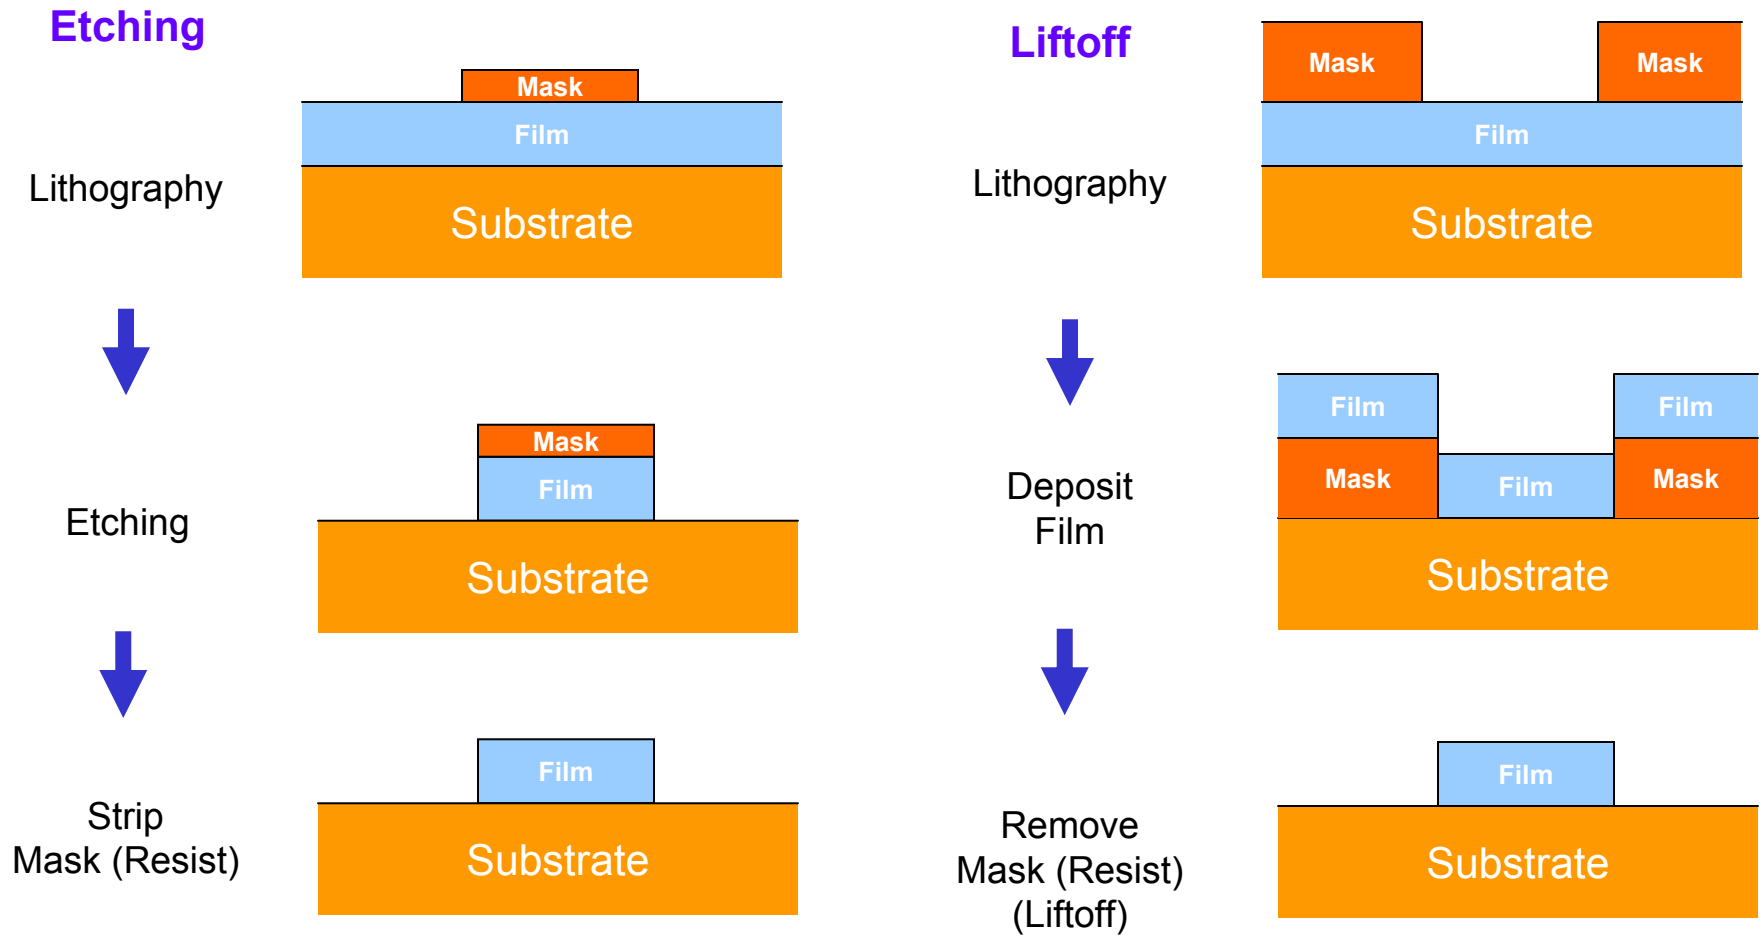 Etching
Mask
Film
Lithography
Substrate
Mask
Film
Etching
Substrate
Film
Strip
Mask (Resist)
Substrate
Liftoff
Mask
Mask
Film
Lithography
Substrate
Film
Film
Mask
Film
Mask
Deposit
Film
Substrate
Film
Remove
Mask (Resist)
(Liftoff)
Substrate